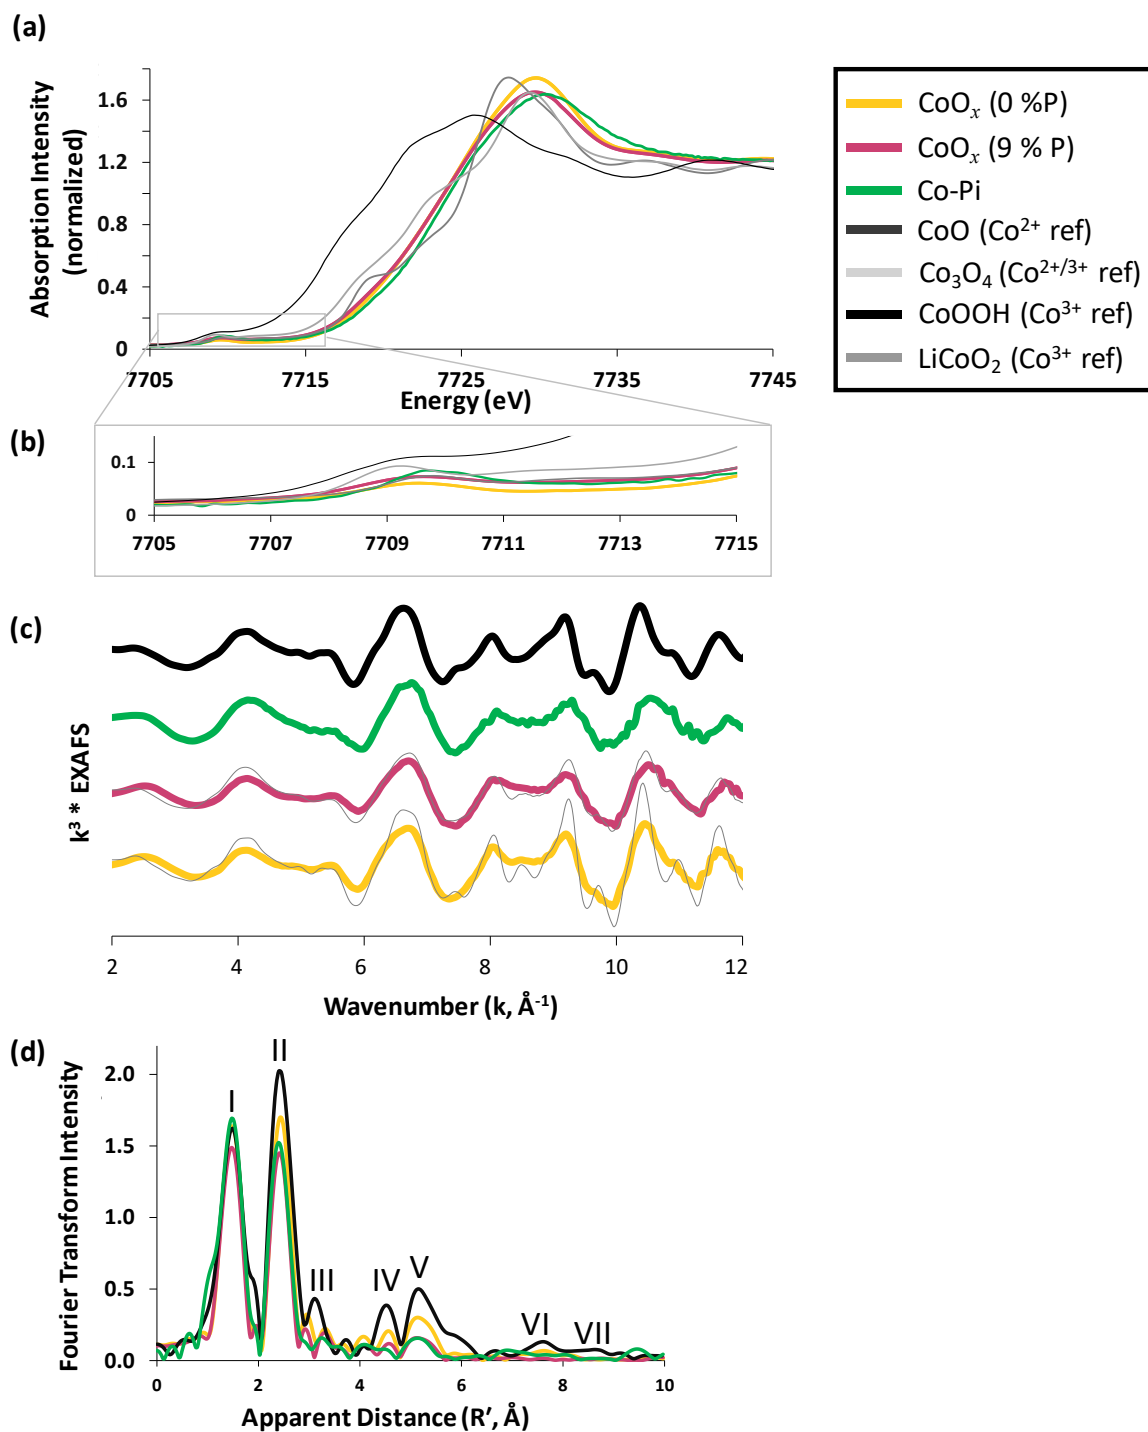 (a)
Absorption Intensity
(normalized)
1.6
1.2
0.8
0.4
0
7705
7715
7725
7735
7745
Energy (eV)
CoOₓ (0 %P)
CoOₓ (9 % P)
Co-Pi
CoO (Co²⁺ ref)
Co₃O₄ (Co²⁺/³⁺ ref)
CoOOH (Co³⁺ ref)
LiCoO₂ (Co³⁺ ref)
(b)
0.1
0
7705
7707
7709
7711
7713
7715
(c)
k³ * EXAFS
2
4
6
8
10
12
Wavenumber (k, Å⁻¹)
(d)
Fourier Transform Intensity
2.0
1.5
1.0
0.5
0.0
I
II
III
IV
V
VI
VII
0
2
4
6
8
10
Apparent Distance (R′, Å)